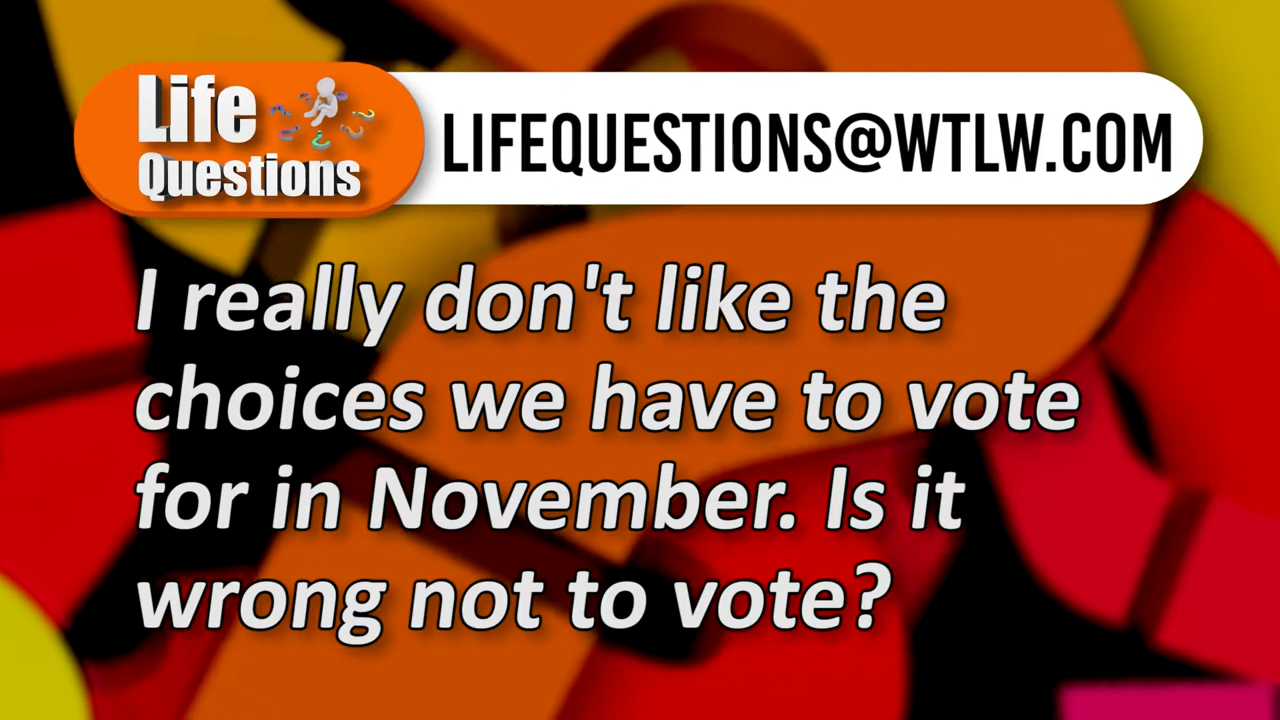 Life
Questions
LIFEQUESTIONS@WTLW.COM
I really don't like the
choices we have to vote
for in November. Is it
wrong not to vote?